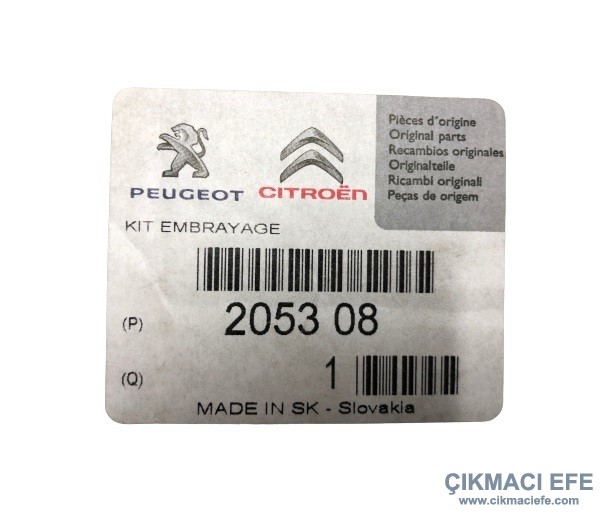 PEUGEOT
CITROËN
Pièces d'origine
Original parts
Recambios originales
Originalteile
Ricambi originali
Peças de origem
KIT EMBRAYAGE
(P) 2053 08
(Q) 1
MADE IN SK - Slovakia
ÇIKMACI EFE
www.cikmaciefe.com